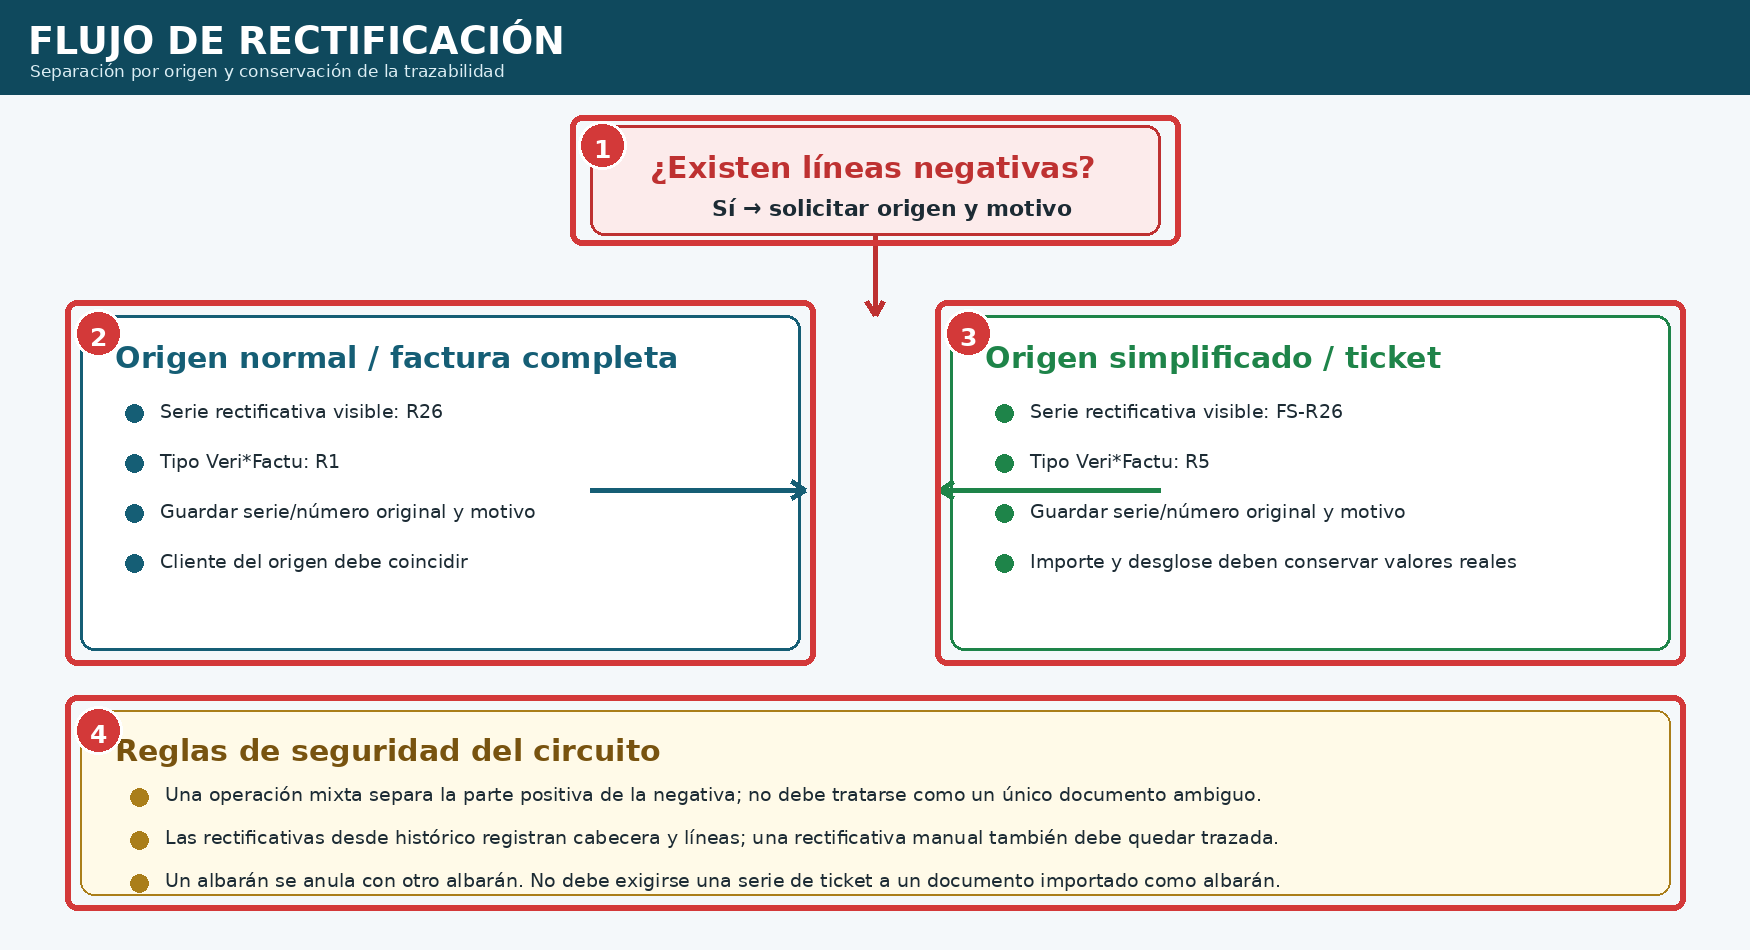 FLUJO DE RECTIFICACIÓN
Separación por origen y conservación de la trazabilidad
1
¿Existen líneas negativas?
Sí → solicitar origen y motivo
2
Origen normal / factura completa
Serie rectificativa visible: R26
Tipo Veri*Factu: R1
Guardar serie/número original y motivo
Cliente del origen debe coincidir
3
Origen simplificado / ticket
Serie rectificativa visible: FS-R26
Tipo Veri*Factu: R5
Guardar serie/número original y motivo
Importe y desglose deben conservar valores reales
4
Reglas de seguridad del circuito
Una operación mixta separa la parte positiva de la negativa; no debe tratarse como un único documento ambiguo.
Las rectificativas desde histórico registran cabecera y líneas; una rectificativa manual también debe quedar trazada.
Un albarán se anula con otro albarán. No debe exigirse una serie de ticket a un documento importado como albarán.